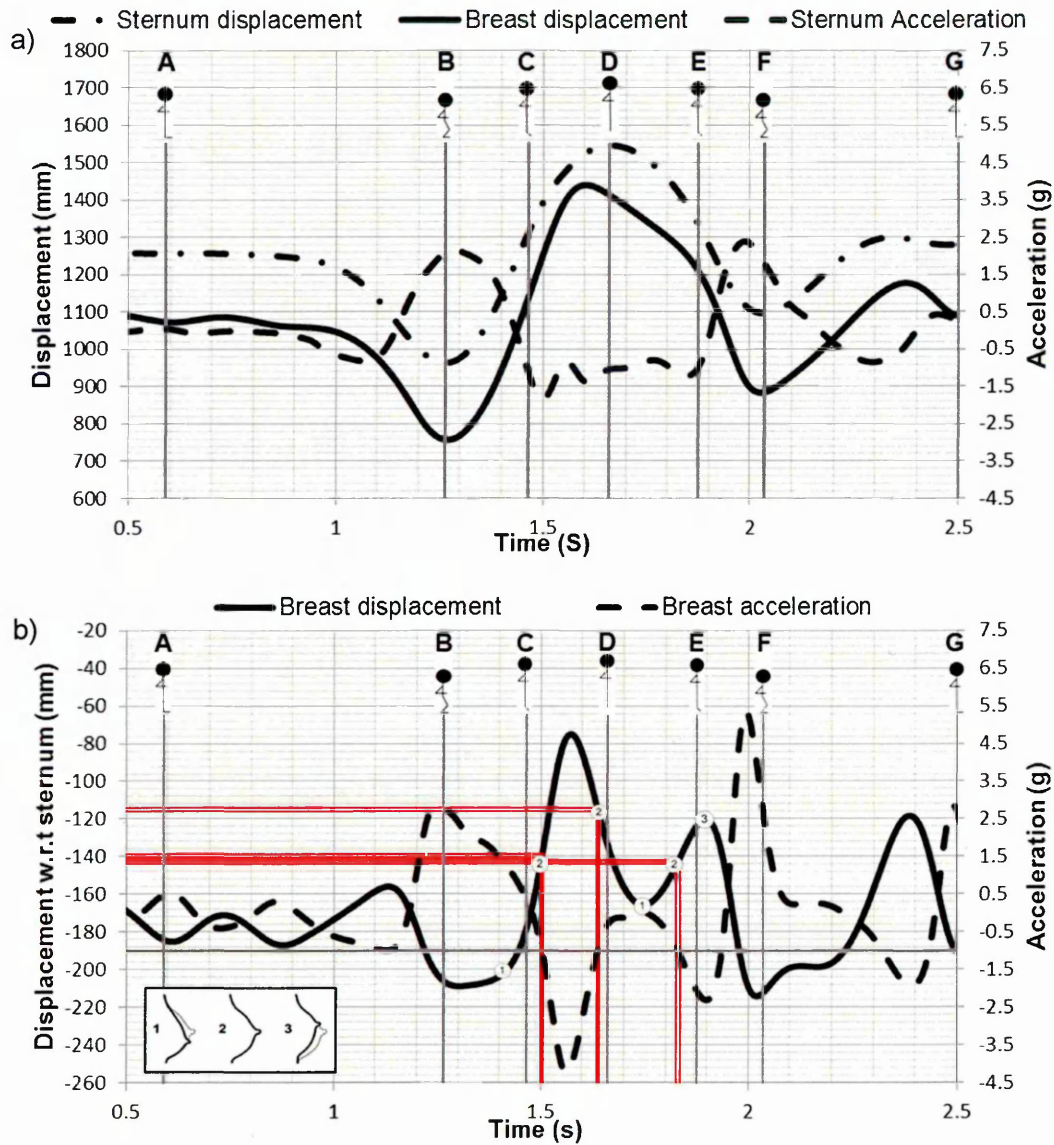 Sternum displacement Breast displacement Sternum Acceleration
a)
A B C D E F G
1800 7.5
1700 6.5
1600 5.5
1500 4.5
1400 3.5
1300 2.5
1200 1.5
1100 0.5
1000 -0.5
900 -1.5
800 -2.5
700 -3.5
600 -4.5
Displacement (mm)
Acceleration (g)
0.5 1 1.5 2 2.5
Time (S)
Breast displacement Breast acceleration
b)
A B C D E F G
-20 7.5
-40 6.5
-60 5.5
-80 4.5
-100 3.5
-120 2.5
-140 1.5
-160 0.5
-180 -0.5
-200 -1.5
-220 -2.5
-240 -3.5
-260 -4.5
Displacement w.r.t sternum (mm)
Acceleration (g)
2 3
2 2
1
1
1 2 3
0.5 1 1.5 2 2.5
Time (s)